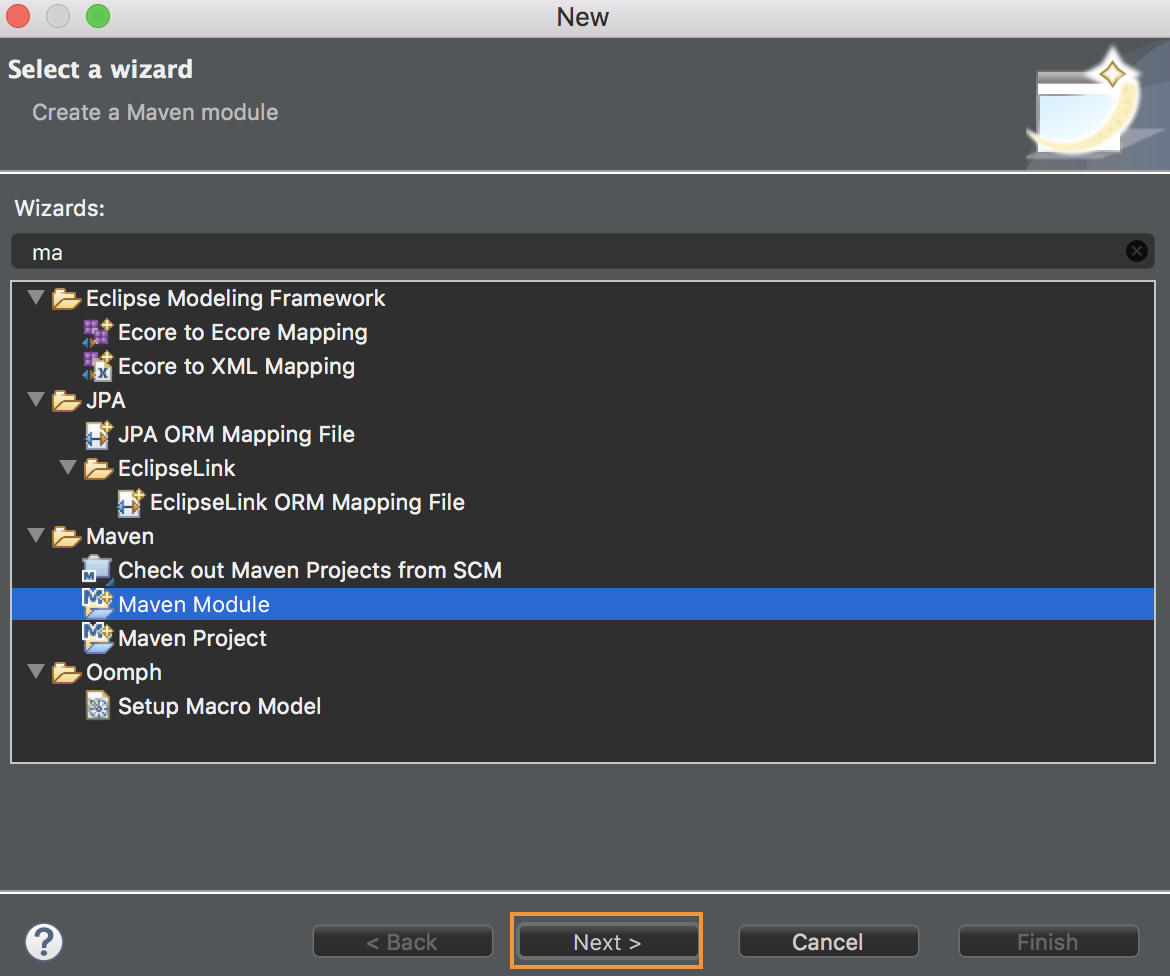 New
Select a wizard
Create a Maven module
Wizards:
ma
Eclipse Modeling Framework
Ecore to Ecore Mapping
Ecore to XML Mapping
JPA
JPA ORM Mapping File
EclipseLink
EclipseLink ORM Mapping File
Maven
Check out Maven Projects from SCM
Maven Module
Maven Project
Oomph
Setup Macro Model
? < Back Next > Cancel Finish